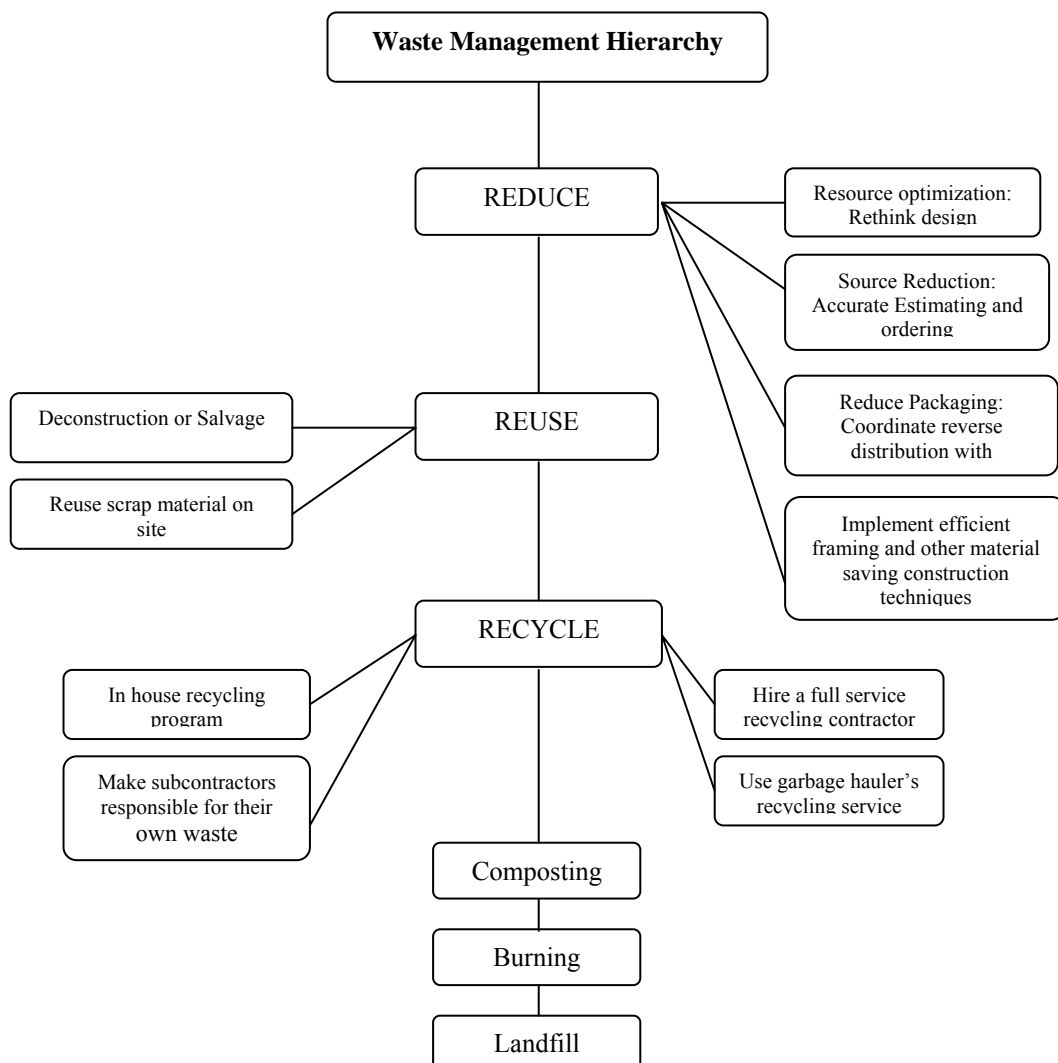 Waste Management Hierarchy
REDUCE
Resource optimization:
Rethink design
Source Reduction:
Accurate Estimating and
ordering
Reduce Packaging:
Coordinate reverse
distribution with
Implement efficient
framing and other material
saving construction
techniques
REUSE
Deconstruction or Salvage
Reuse scrap material on
site
RECYCLE
In house recycling
program
Make subcontractors
responsible for their
own waste
Hire a full service
recycling contractor
Use garbage hauler’s
recycling service
Composting
Burning
Landfill